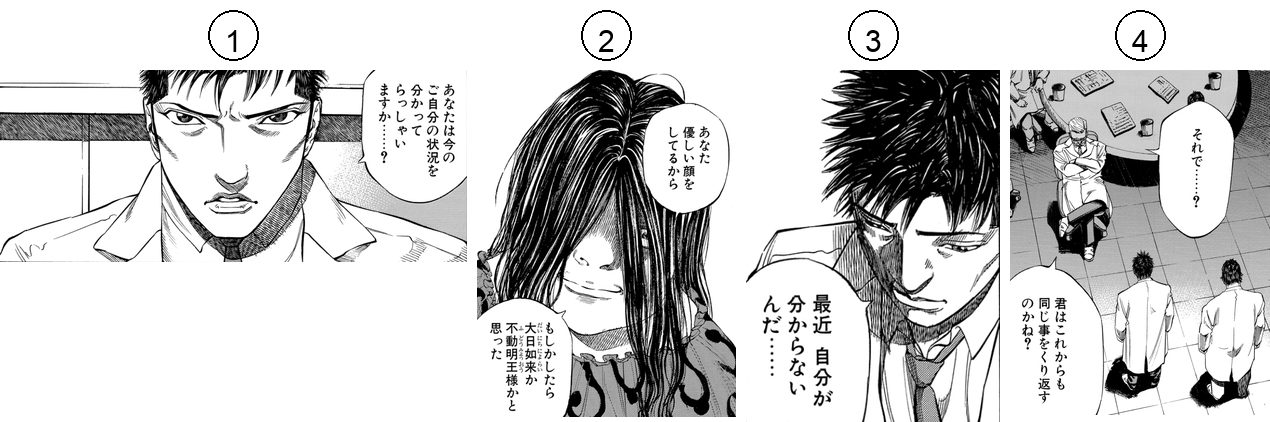 1
あなたは今の
ご自分の状況を
分かって
らっしゃい
ますか……?
2
あなた
優しい顔を
してるから
もしかしたら
大日如来か
不動明王様かと
思った
3
最近 自分が
分からない
んだ……
4
それで……?
君はこれからも
同じ事をくり返す
のかね?